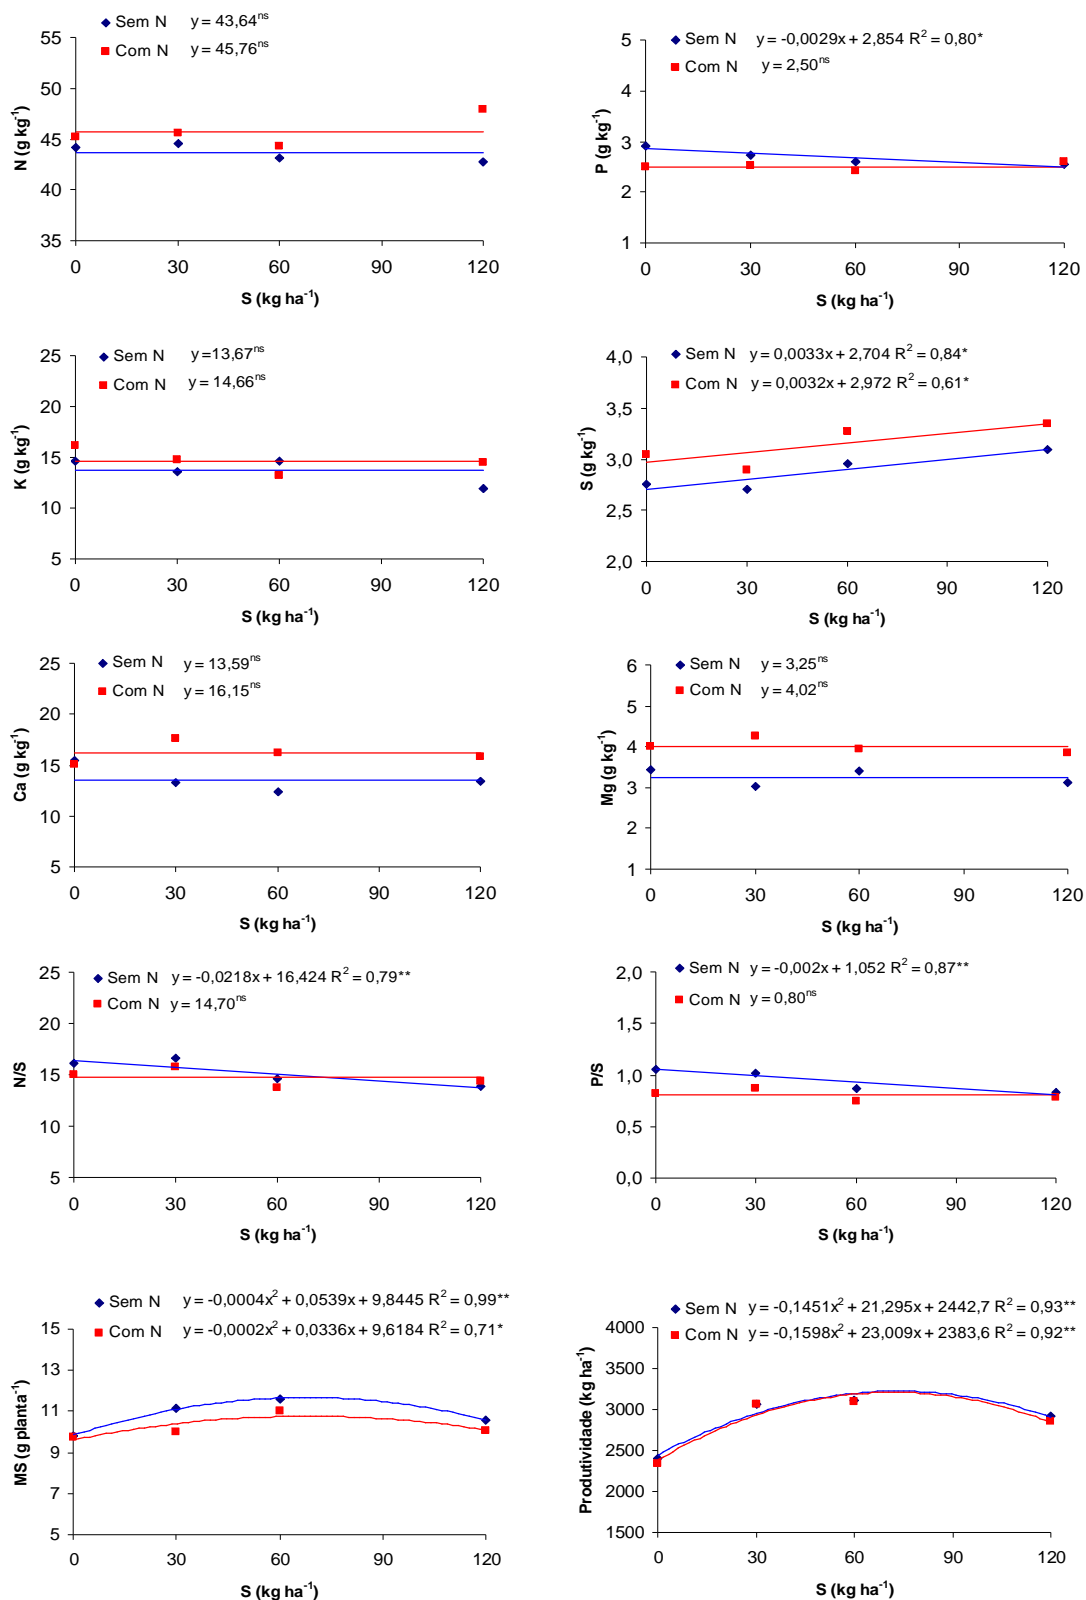 Sem N y = 43,64ns
Com N y = 45,76ns
55
50
45
40
35
N (g kg-1)
0 30 60 90 120
S (kg ha-1)
Sem N y = -0,0029x + 2,854 R2 = 0,80*
Com N y = 2,50ns
5
4
3
2
1
P (g kg-1)
0 30 60 90 120
S (kg ha-1)
Sem N y =13,67ns
Com N y = 14,66ns
25
20
15
10
5
K (g kg-1)
0 30 60 90 120
S (kg ha-1)
Sem N y = 0,0033x + 2,704 R2 = 0,84*
Com N y = 0,0032x + 2,972 R2 = 0,61*
4,0
3,5
3,0
2,5
2,0
S (g kg-1)
0 30 60 90 120
S (kg ha-1)
Sem N y = 13,59ns
Com N y = 16,15ns
25
20
15
10
5
Ca (g kg-1)
0 30 60 90 120
S (kg ha-1)
Sem N y = 3,25ns
Com N y = 4,02ns
6
5
4
3
2
1
Mg (g kg-1)
0 30 60 90 120
S (kg ha-1)
Sem N y = -0,0218x + 16,424 R2 = 0,79**
Com N y = 14,70ns
25
20
15
10
5
N/S
0 30 60 90 120
S (kg ha-1)
Sem N y = -0,002x + 1,052 R2 = 0,87**
Com N y = 0,80ns
2,0
1,5
1,0
0,5
0,0
P/S
0 30 60 90 120
S (kg ha-1)
Sem N y = -0,0004x2 + 0,0539x + 9,8445 R2 = 0,99**
Com N y = -0,0002x2 + 0,0336x + 9,6184 R2 = 0,71*
15
13
11
9
7
5
MS (g planta-1)
0 30 60 90 120
S (kg ha-1)
Sem N y = -0,1451x2 + 21,295x + 2442,7 R2 = 0,93**
Com N y = -0,1598x2 + 23,009x + 2383,6 R2 = 0,92**
4000
3500
3000
2500
2000
1500
Produtividade (kg ha-1)
0 30 60 90 120
S (kg ha-1)